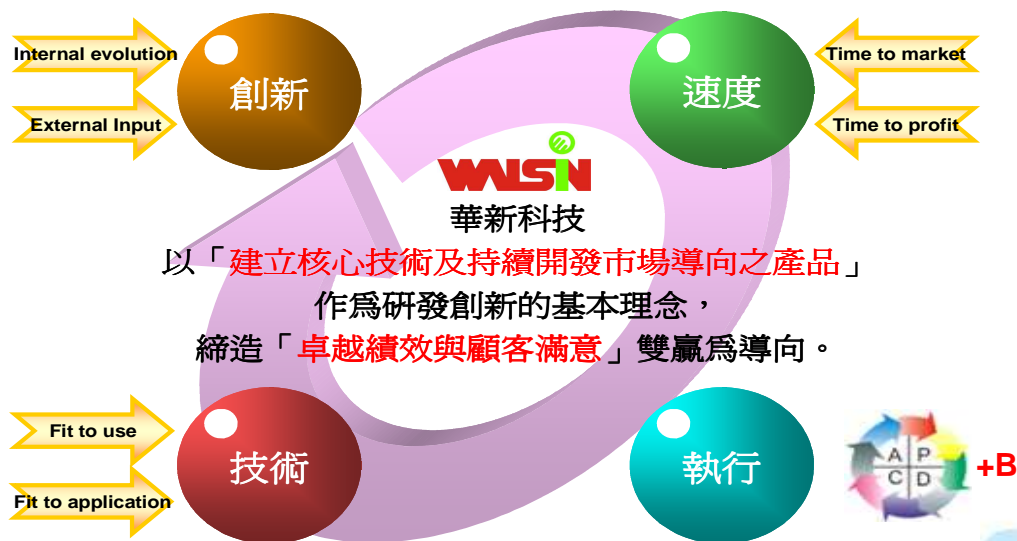 Internal evolution
External Input
創新
速度
Time to market
Time to profit
WALSIN
華新科技
以「建立核心技術及持續開發市場導向之產品」
作為研發創新的基本理念，
締造「卓越績效與顧客滿意」雙贏為導向。
Fit to use
Fit to application
技術
執行
A P
C D
+B